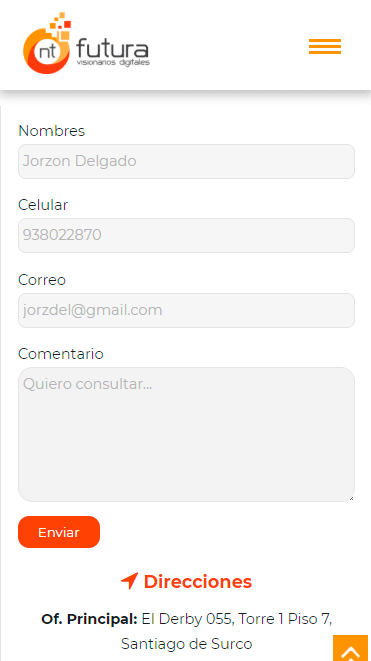 nt futura
visionarios digitales
Nombres
Jorzon Delgado
Celular
938022870
Correo
jorzdel@gmail.com
Comentario
Quiero consultar...
Enviar
Direcciones
Of. Principal: El Derby 055, Torre 1 Piso 7,
Santiago de Surco